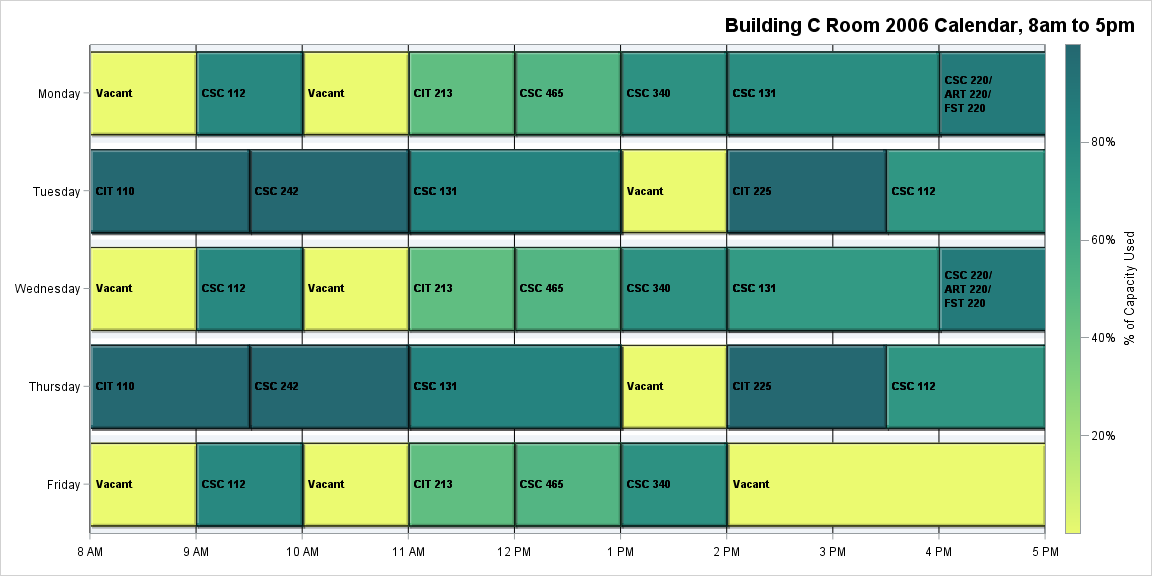 Building C Room 2006 Calendar, 8am to 5pm
Monday
Vacant
CSC 112
Vacant
CIT 213
CSC 465
CSC 340
CSC 131
CSC 220/
ART 220/
FST 220
Tuesday
CIT 110
CSC 242
CSC 131
Vacant
CIT 225
CSC 112
Wednesday
Vacant
CSC 112
Vacant
CIT 213
CSC 465
CSC 340
CSC 131
CSC 220/
ART 220/
FST 220
Thursday
CIT 110
CSC 242
CSC 131
Vacant
CIT 225
CSC 112
Friday
Vacant
CSC 112
Vacant
CIT 213
CSC 465
CSC 340
Vacant
8 AM
9 AM
10 AM
11 AM
12 PM
1 PM
2 PM
3 PM
4 PM
5 PM
80%
60%
40%
20%
% of Capacity Used